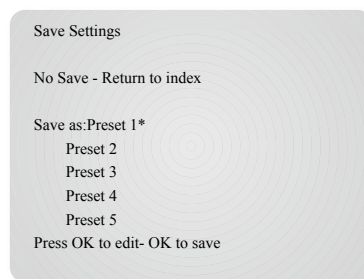 Save Settings
No Save - Return to index
Save as:Preset 1*
Preset 2
Preset 3
Preset 4
Preset 5
Press OK to edit- OK to save